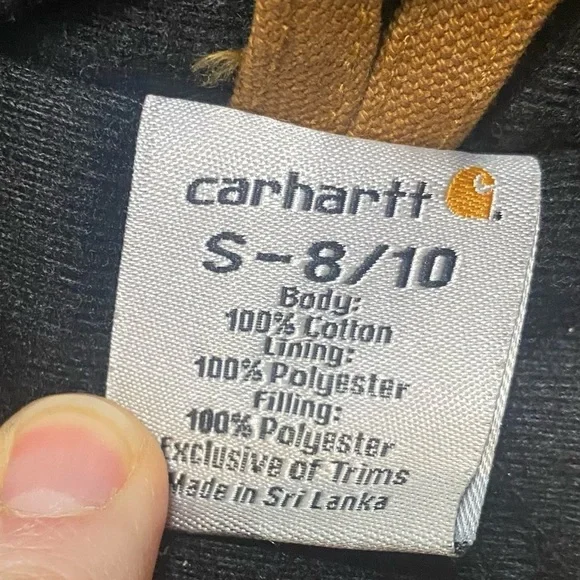 carhartt
S-8/10
Body:
100% Cotton
Lining:
100% Polyester
Filling:
100% Polyester
Exclusive of Trims
Made in Sri Lanka